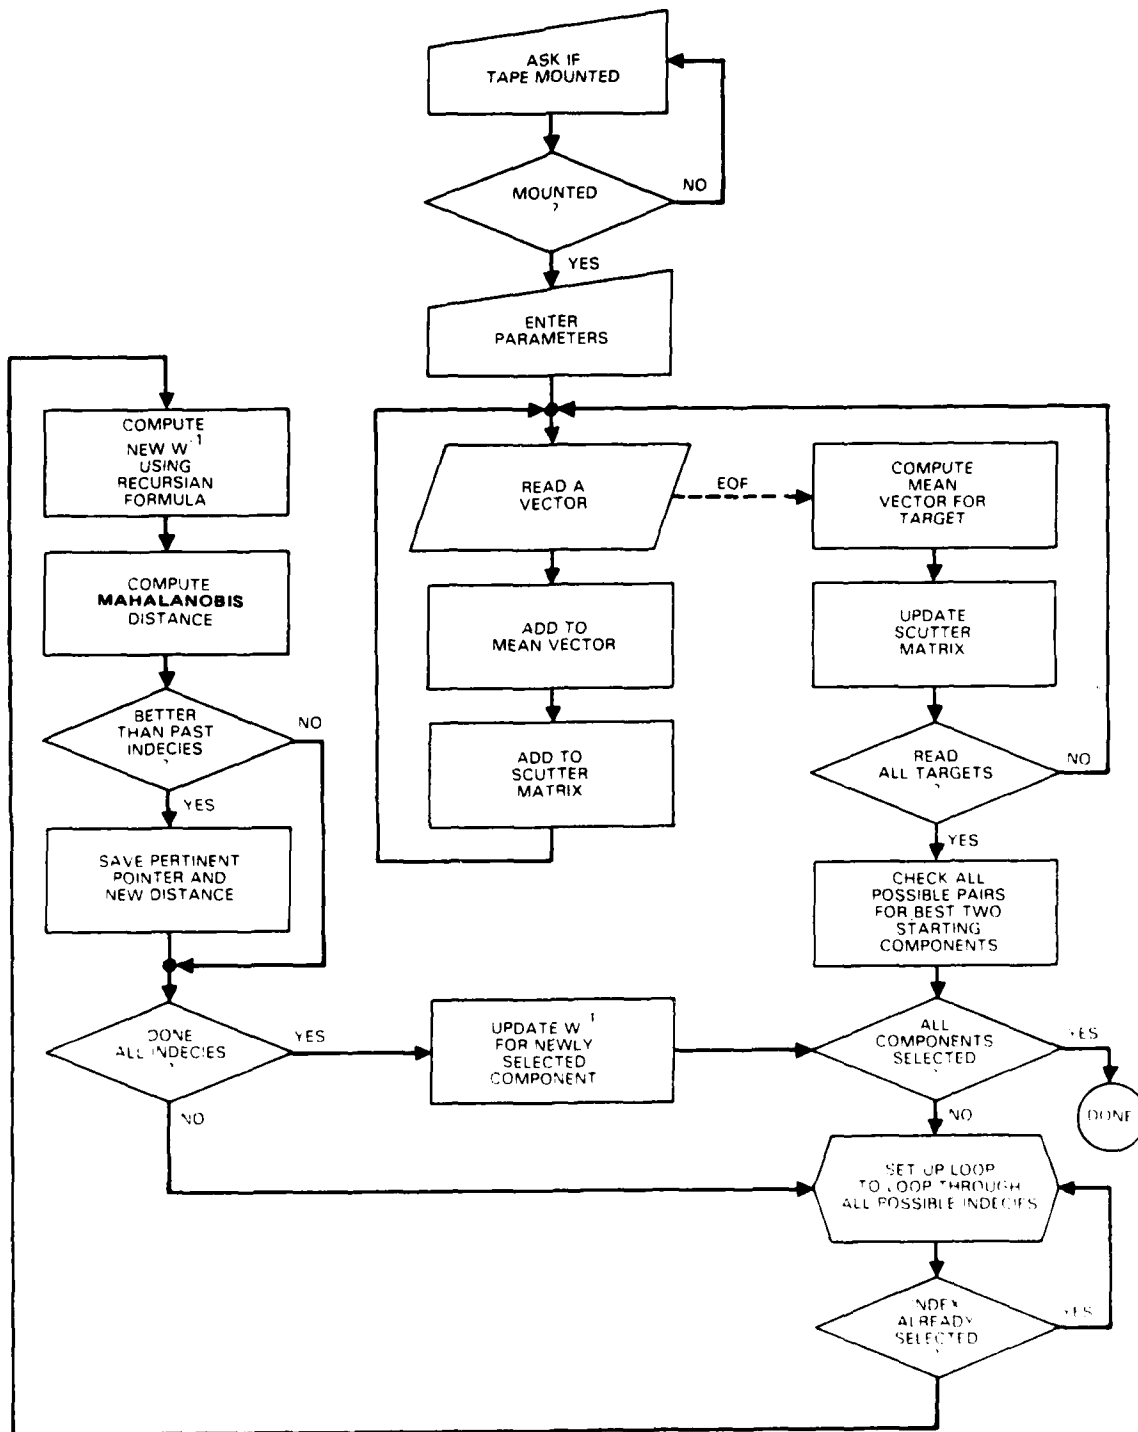 ASK IF
TAPE MOUNTED
MOUNTED
?
NO
YES
ENTER
PARAMETERS
READ A
VECTOR
EOF
ADD TO
MEAN VECTOR
ADD TO
SCUTTER
MATRIX
COMPUTE
MEAN
VECTOR FOR
TARGET
UPDATE
SCUTTER
MATRIX
READ
ALL TARGETS
?
NO
YES
CHECK ALL
POSSIBLE PAIRS
FOR BEST TWO
STARTING
COMPONENTS
ALL
COMPONENTS
SELECTED
?
YES
DONE
NO
SET UP LOOP
TO LOOP THROUGH
ALL POSSIBLE INDECIES
INDEX
ALREADY
SELECTED
?
YES
COMPUTE
NEW W-1
USING
RECURSIAN
FORMULA
COMPUTE
MAHALANOBIS
DISTANCE
BETTER
THAN PAST
INDECIES
?
NO
YES
SAVE PERTINENT
POINTER AND
NEW DISTANCE
DONE
ALL INDECIES
?
YES
NO
UPDATE W-1
FOR NEWLY
SELECTED
COMPONENT